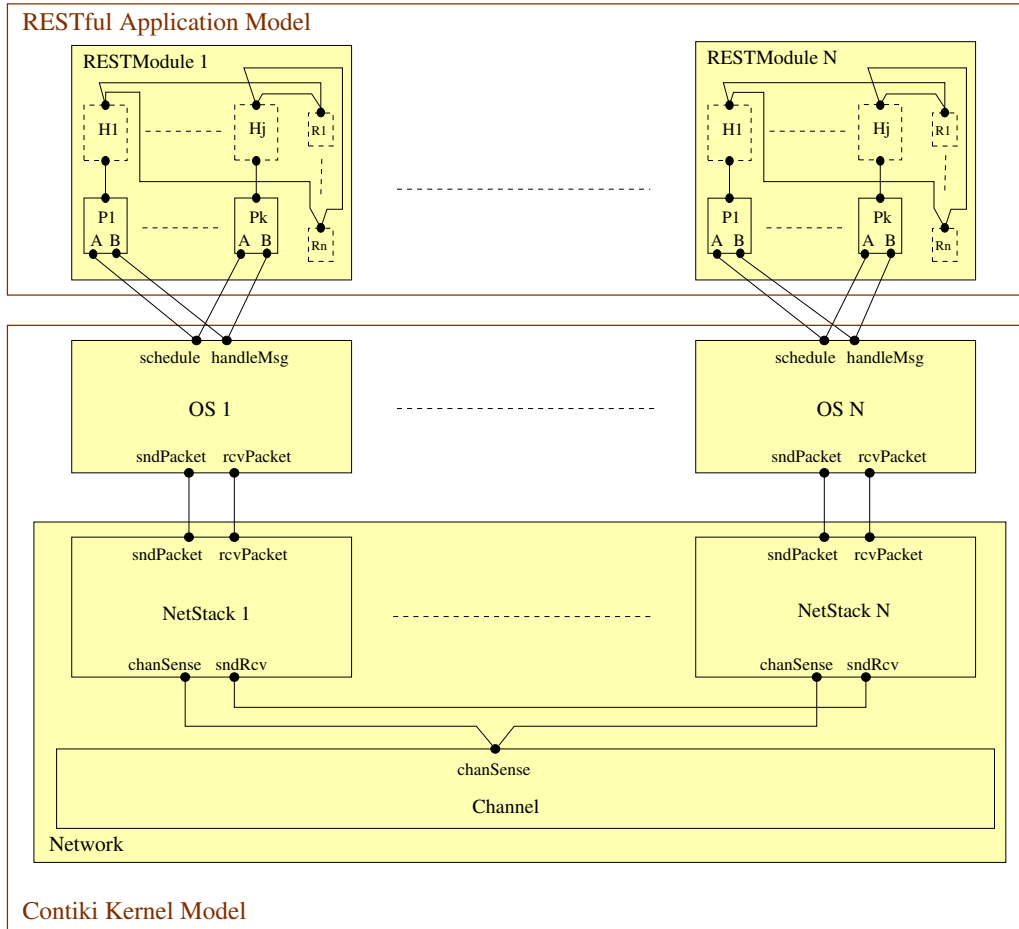 RESTful Application Model
RESTModule 1
RESTModule N
H1 Hj R1
H1 Hj R1
P1 Pk
P1 Pk
A B A B Rn
A B A B Rn
schedule handleMsg
schedule handleMsg
OS 1
OS N
sndPacket rcvPacket
sndPacket rcvPacket
sndPacket rcvPacket
sndPacket rcvPacket
NetStack 1
NetStack N
chanSense sndRcv
chanSense sndRcv
chanSense
Channel
Network
Contiki Kernel Model